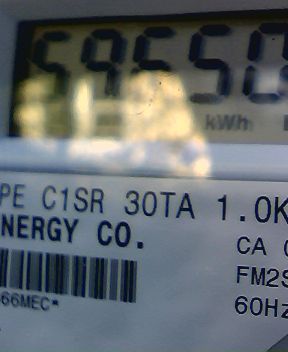 59550
kWh
PE C1SR 30TA 1.0K
NERGY CO.
CA
FM2S
66MEC*
60Hz